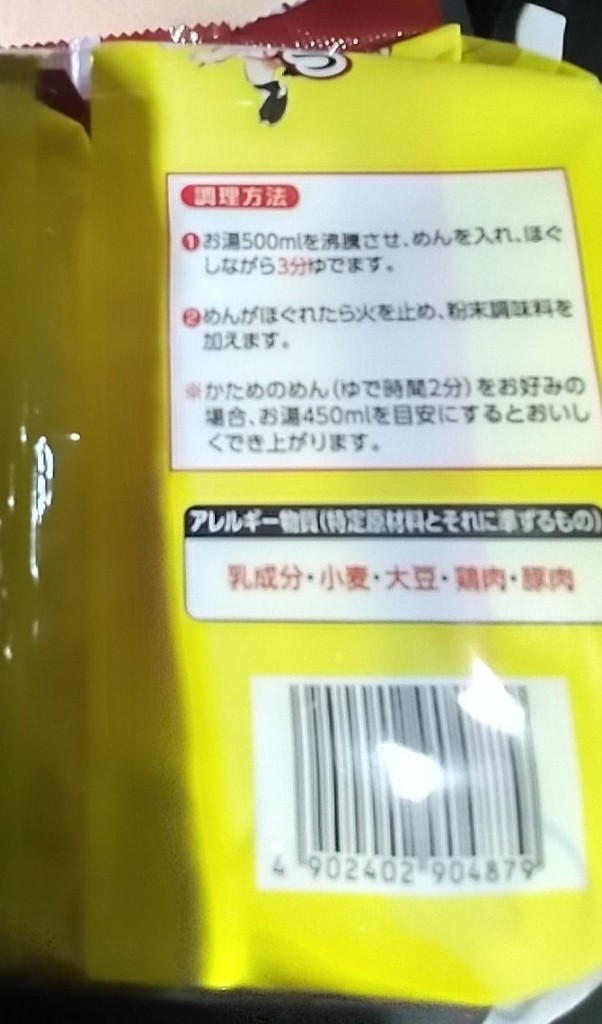 調理方法
❶お湯500mlを沸騰させ、めんを入れ、ほぐ
しながら3分ゆでます。
❷めんがほぐれたら火を止め、粉末調味料を
加えます。
※かためのめん(ゆで時間2分)をお好みの
場合、お湯450mlを目安にするとおいし
くでき上がります。
アレルギー物質(特定原材料とそれに準ずるもの)
乳成分・小麦・大豆・鶏肉・豚肉
4 902402 904879